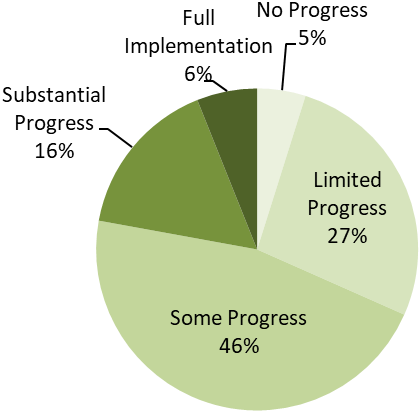 No Progress
5%
Full
Implementation
6%
Substantial
Progress
16%
Limited
Progress
27%
Some Progress
46%